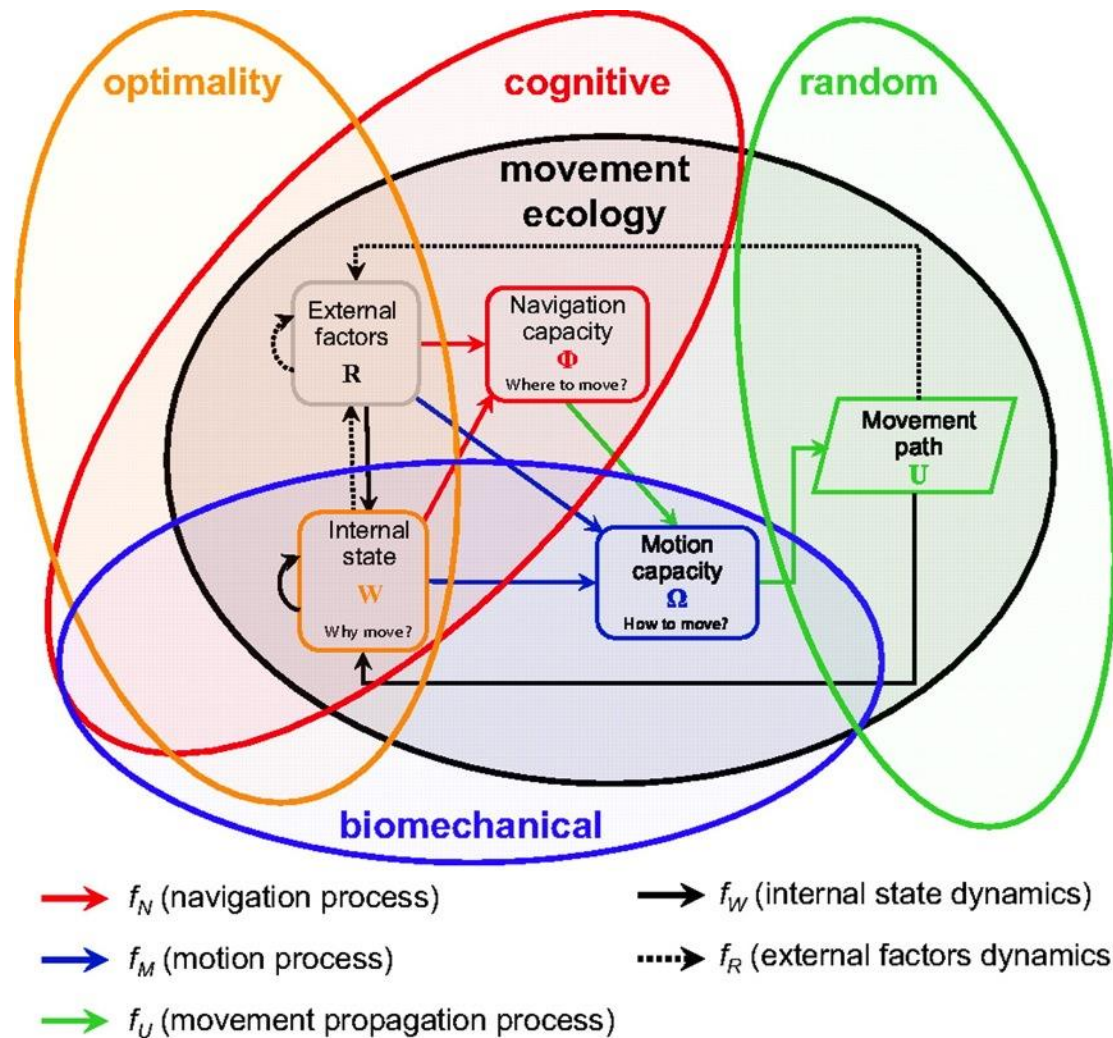 optimality
cognitive
random
movement
ecology
External
factors
R
Navigation
capacity
Φ
Where to move?
Movement
path
U
Internal
state
W
Why move?
Motion
capacity
Ω
How to move?
biomechanical
f_N (navigation process)
f_M (motion process)
f_U (movement propagation process)
f_W (internal state dynamics)
f_R (external factors dynamics